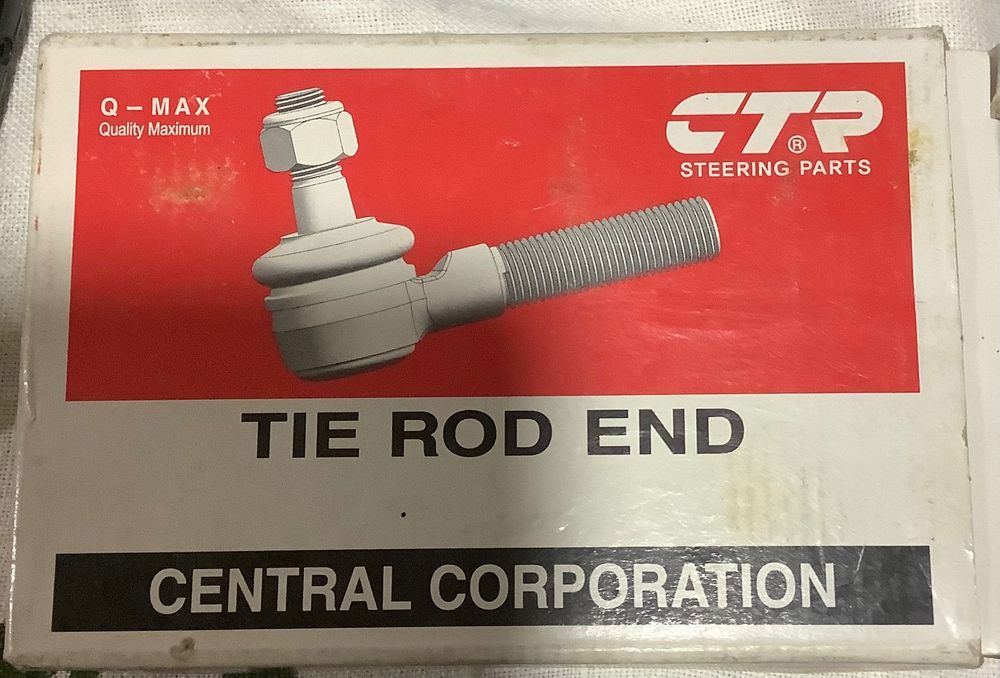 Q – MAX
Quality Maximum
CTR®
STEERING PARTS
TIE ROD END
CENTRAL CORPORATION